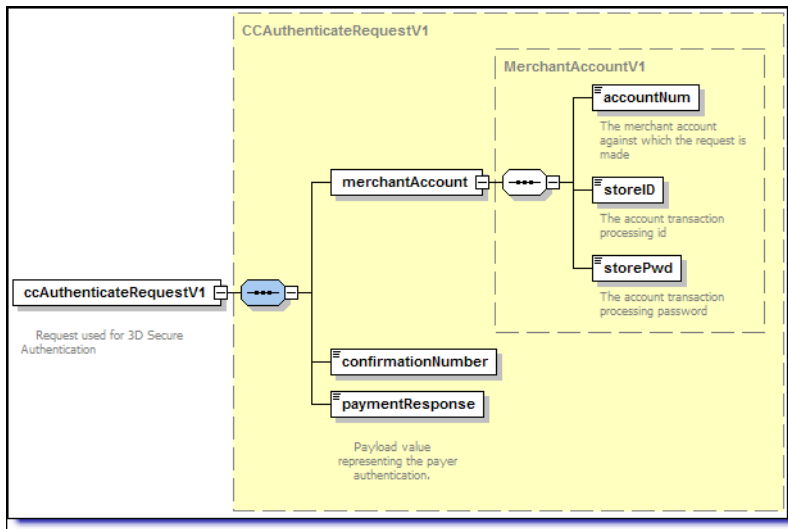 CCAuthenticateRequestV1
MerchantAccountV1
accountNum
The merchant account
against which the request is
made
merchantAccount
storeID
The account transaction
processing id
storePwd
The account transaction
processing password
ccAuthenticateRequestV1
Request used for 3D Secure
Authentication
confirmationNumber
paymentResponse
Payload value
representing the payer
authentication.